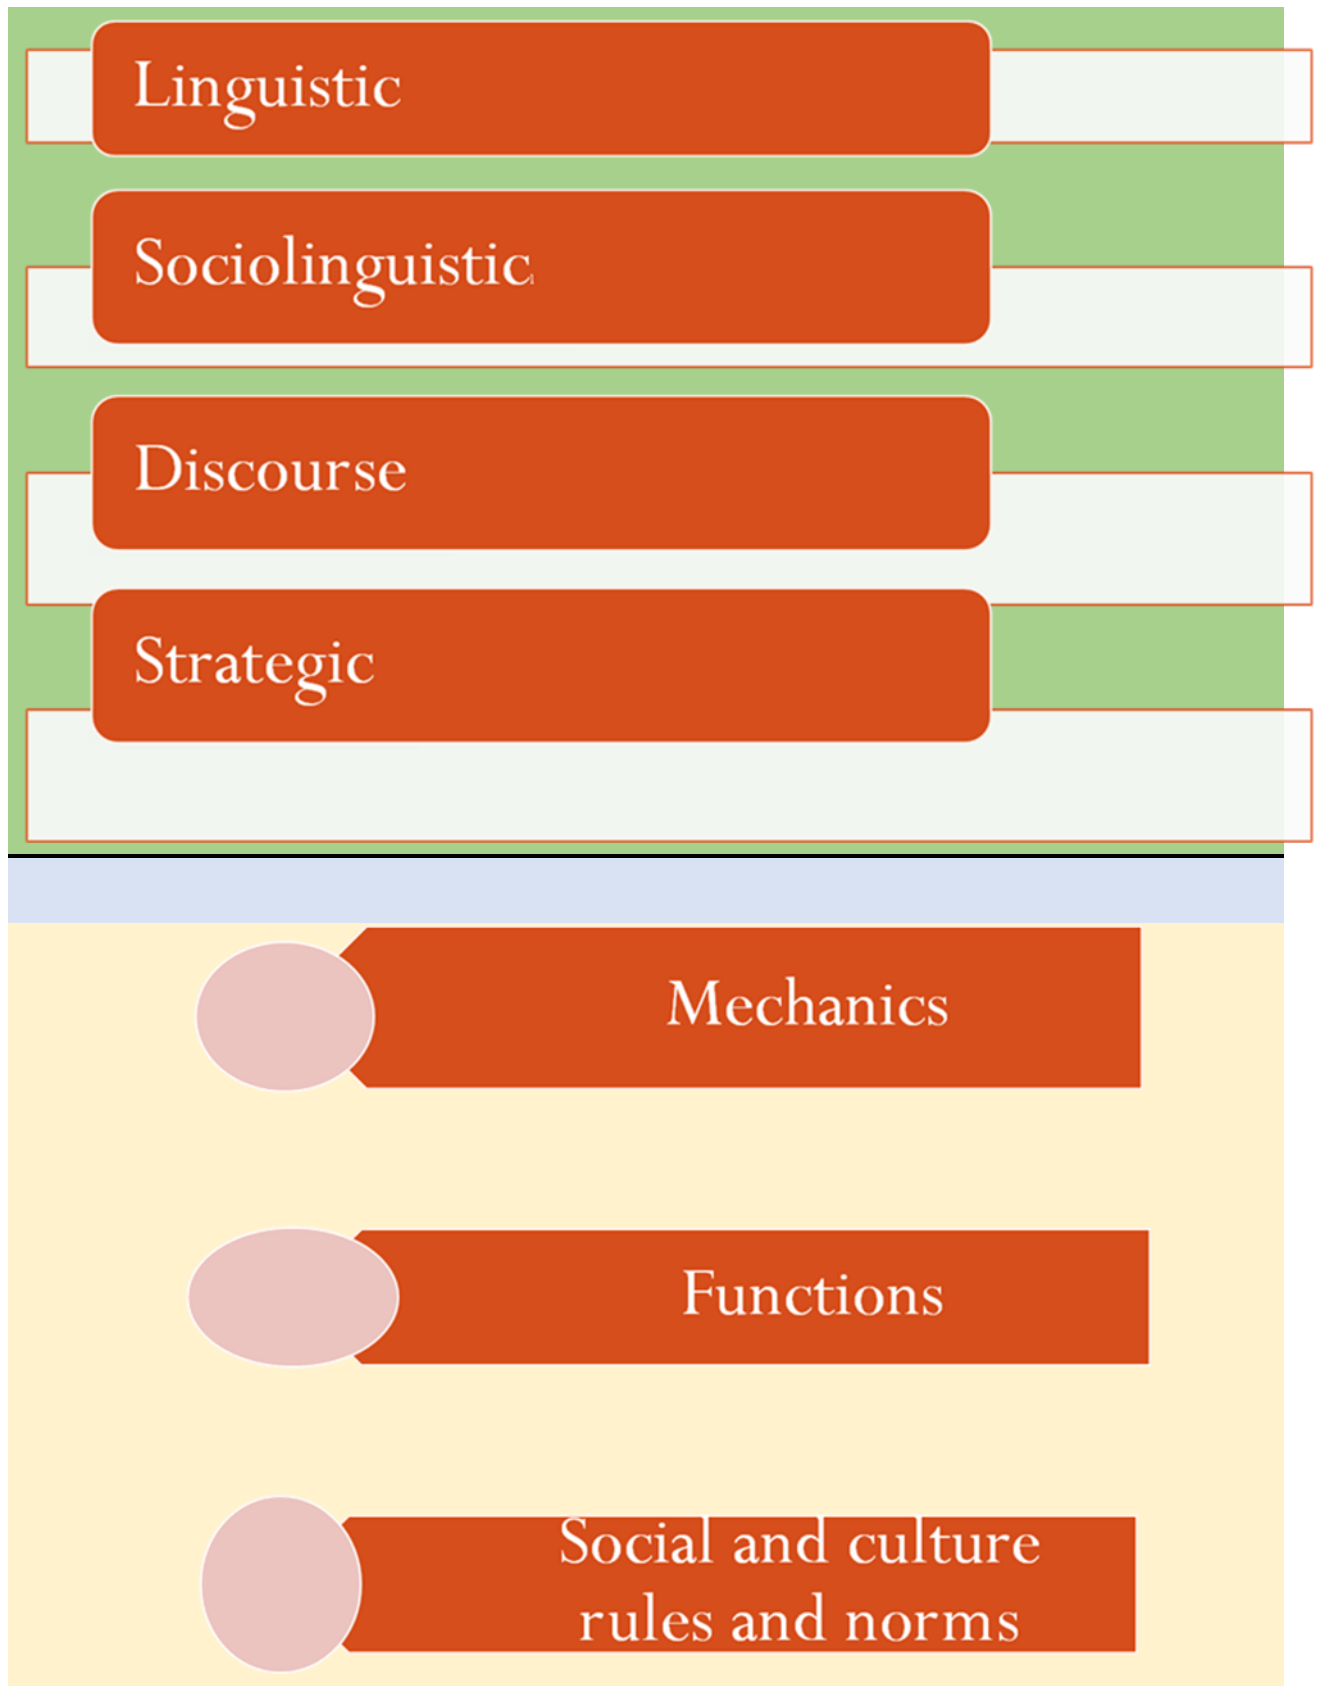 Linguistic
Sociolinguistic
Discourse
Strategic
Mechanics
Functions
Social and culture
rules and norms